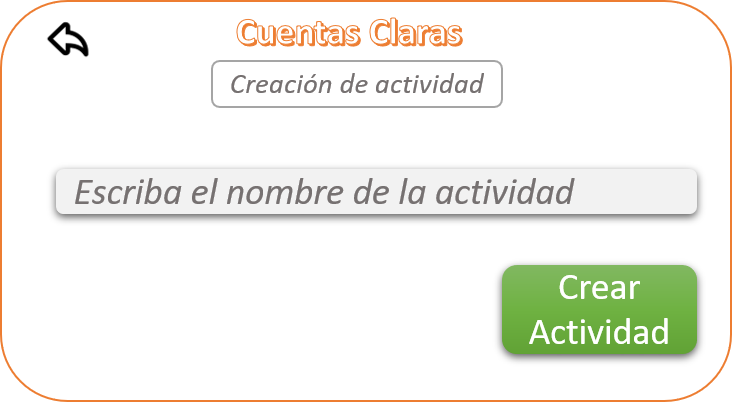 Cuentas Claras
Creación de actividad
Escriba el nombre de la actividad
Crear
Actividad